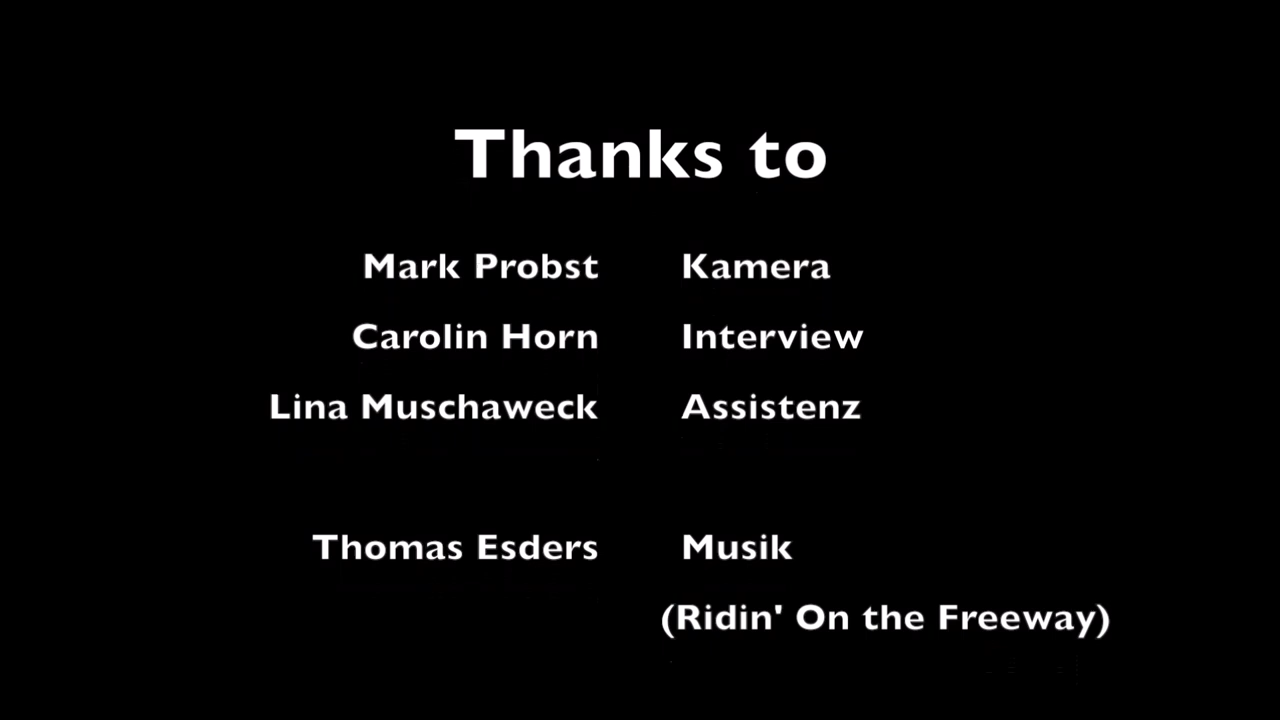 Thanks to
Mark Probst Kamera
Carolin Horn Interview
Lina Muschaweck Assistenz
Thomas Esders Musik
(Ridin' On the Freeway)